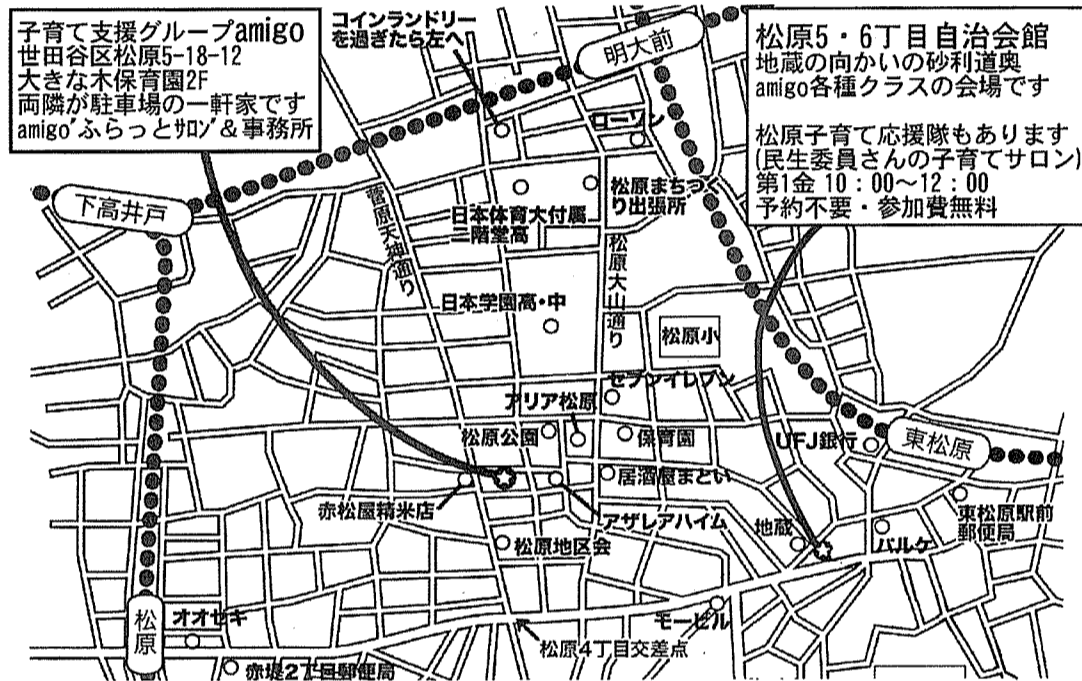 子育て支援グループamigo
世田谷区松原5-18-12
大きな木保育園2F
両隣が駐車場の一軒家です
amigo"ふらっとサロン"&事務所
コインランドリー
を過ぎたら左へ
明大前
松原5・6丁目自治会館
地蔵の向かいの砂利道奥
amigo各種クラスの会場です
松原子育て応援隊もあります
(民生委員さんの子育てサロン)
第1金 10:00〜12:00
予約不要・参加費無料
ローソン
下高井戸
菅原天神通り
日本体育大付属
二階堂高
松原まちづく
り出張所
松原大山通り
日本学園高・中
松原小
セブンイレブン
アリア松原
松原公園
保育園
UFJ銀行
東松原
居酒屋まとい
赤松屋精米店
アザレアハイム
地蔵
松原地区会
パルケ
東松原駅前
郵便局
松原
オオゼキ
モービル
松原4丁目交差点
赤堤2丁目郵便局